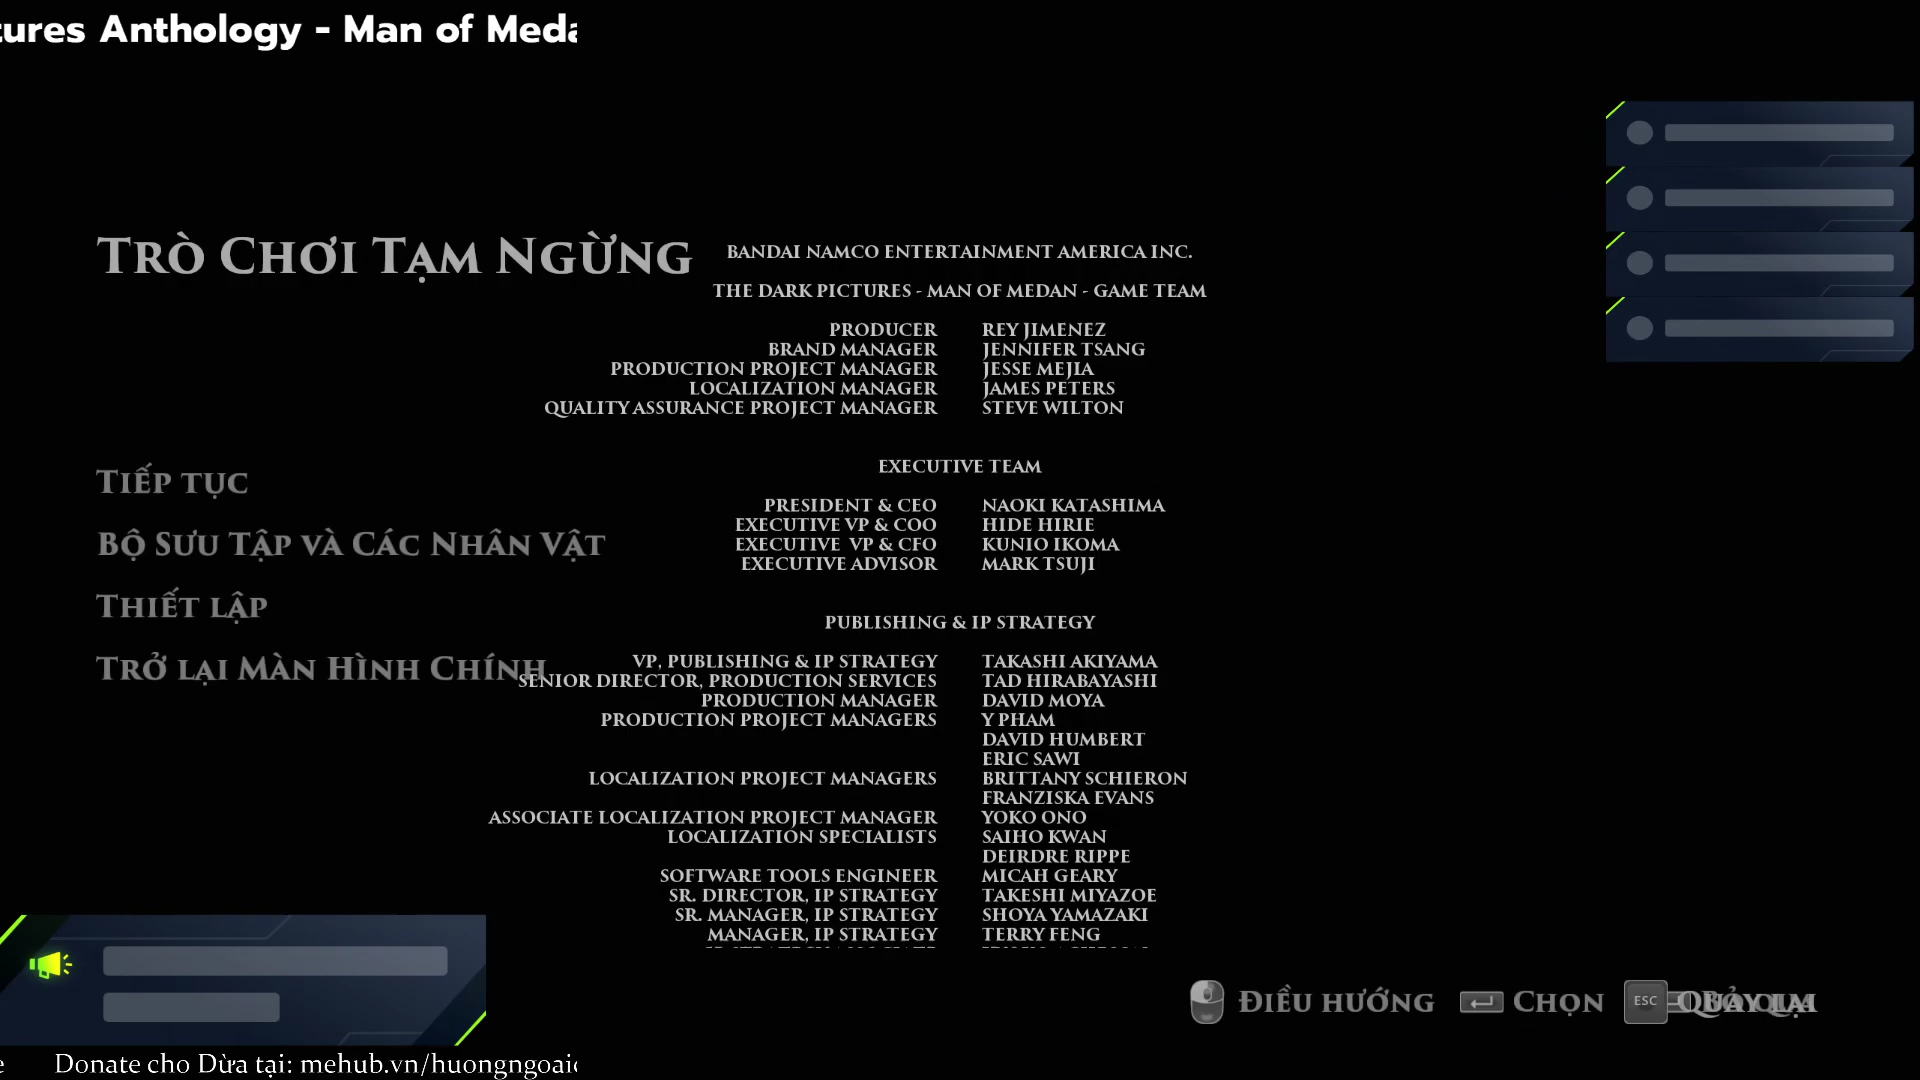 tures Anthology - Man of Meda
TRÒ CHƠI TẠM NGỪNG
TIẾP TỤC
BỘ SƯU TẬP VÀ CÁC NHÂN VẬT
THIẾT LẬP
TRỞ LẠI MÀN HÌNH CHÍNH
BANDAI NAMCO ENTERTAINMENT AMERICA INC.
THE DARK PICTURES - MAN OF MEDAN - GAME TEAM
PRODUCER REY JIMENEZ
BRAND MANAGER JENNIFER TSANG
PRODUCTION PROJECT MANAGER JESSE MEJIA
LOCALIZATION MANAGER JAMES PETERS
QUALITY ASSURANCE PROJECT MANAGER STEVE WILTON
EXECUTIVE TEAM
PRESIDENT & CEO NAOKI KATASHIMA
EXECUTIVE VP & COO HIDE HIRIE
EXECUTIVE VP & CFO KUNIO IKOMA
EXECUTIVE ADVISOR MARK TSUJI
PUBLISHING & IP STRATEGY
VP, PUBLISHING & IP STRATEGY TAKASHI AKIYAMA
SENIOR DIRECTOR, PRODUCTION SERVICES TAD HIRABAYASHI
PRODUCTION MANAGER DAVID MOYA
PRODUCTION PROJECT MANAGERS Y PHAM
DAVID HUMBERT
ERIC SAWI
LOCALIZATION PROJECT MANAGERS BRITTANY SCHIERON
FRANZISKA EVANS
ASSOCIATE LOCALIZATION PROJECT MANAGER YOKO ONO
LOCALIZATION SPECIALISTS SAIHO KWAN
DEIRDRE RIPPE
SOFTWARE TOOLS ENGINEER MICAH GEARY
SR. DIRECTOR, IP STRATEGY TAKESHI MIYAZOE
SR. MANAGER, IP STRATEGY SHOYA YAMAZAKI
MANAGER, IP STRATEGY TERRY FENG
ĐIỀU HƯỚNG CHỌN ESC QUAY LẠI
e Donate cho Dừa tại: mehub.vn/huongngoaic